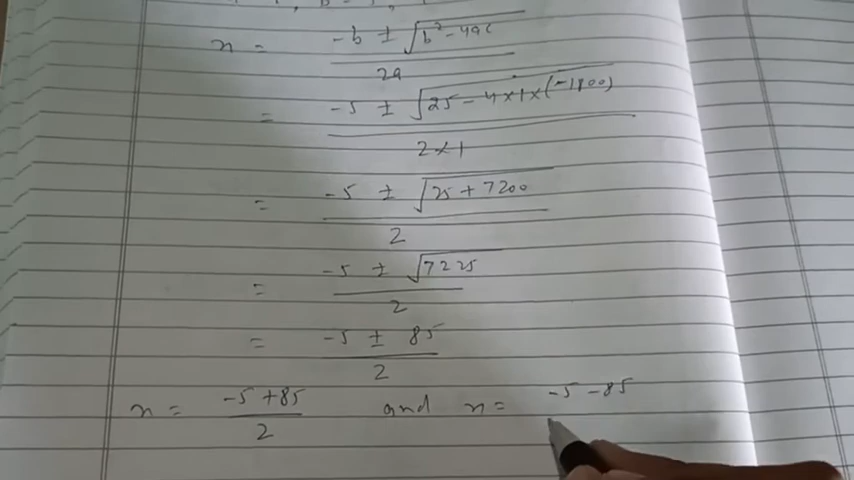 n = -b ± √b² - 4ac / 2a
= -5 ± √25 - 4×1×(-1800) / 2×1
= -5 ± √25 + 7200 / 2
= -5 ± √7225 / 2
= -5 ± 85 / 2
n = -5 + 85 / 2 and n = -5 - 85